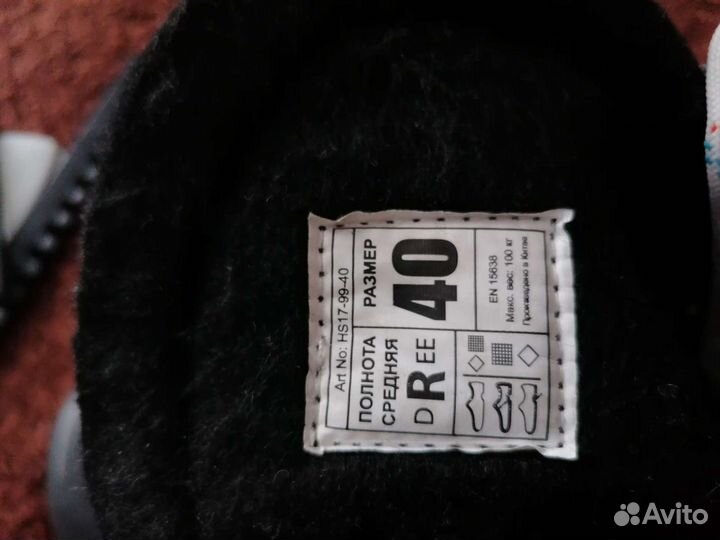 Art No: HS17-99-40
ПОЛНОТА
СРЕДНЯЯ
D R EE
РАЗМЕР
40
EN 15638
Макс. вес: 100 кг
Произведено в Китае
Avito